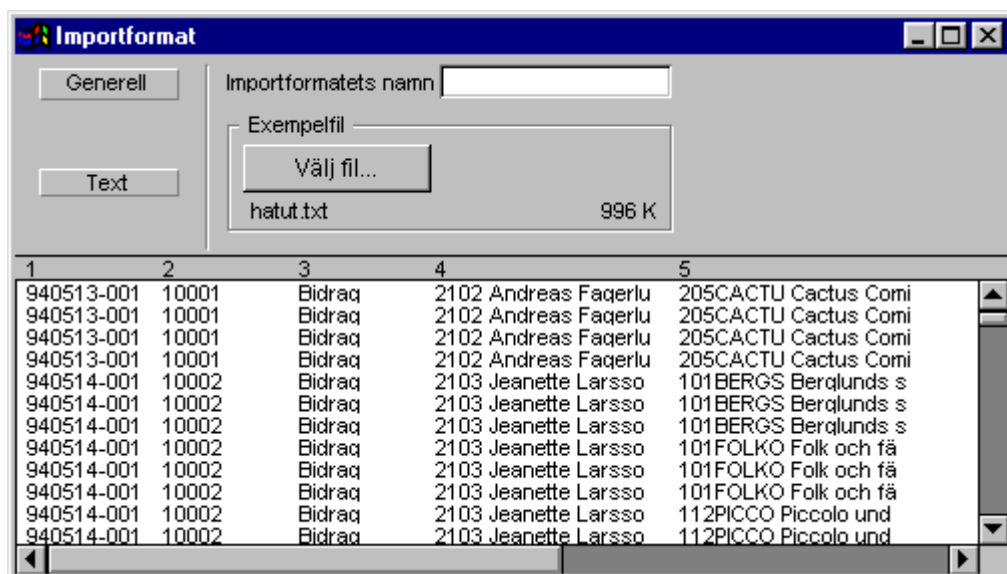 Importformat
Generell
Importformatets namn
Exempelfil
Välj fil...
Text
hatut.txt 996 K
1 2 3 4 5
940513-001 10001 Bidrag 2102 Andreas Fagerlu 205CACTU Cactus Comi
940513-001 10001 Bidrag 2102 Andreas Fagerlu 205CACTU Cactus Comi
940513-001 10001 Bidrag 2102 Andreas Fagerlu 205CACTU Cactus Comi
940513-001 10001 Bidrag 2102 Andreas Fagerlu 205CACTU Cactus Comi
940514-001 10002 Bidrag 2103 Jeanette Larsso 101BERGS Berglunds s
940514-001 10002 Bidrag 2103 Jeanette Larsso 101BERGS Berglunds s
940514-001 10002 Bidrag 2103 Jeanette Larsso 101BERGS Berglunds s
940514-001 10002 Bidrag 2103 Jeanette Larsso 101FOLKO Folk och fä
940514-001 10002 Bidrag 2103 Jeanette Larsso 101FOLKO Folk och fä
940514-001 10002 Bidrag 2103 Jeanette Larsso 101FOLKO Folk och fä
940514-001 10002 Bidrag 2103 Jeanette Larsso 112PICCO Piccolo und
940514-001 10002 Bidrag 2103 Jeanette Larsso 112PICCO Piccolo und